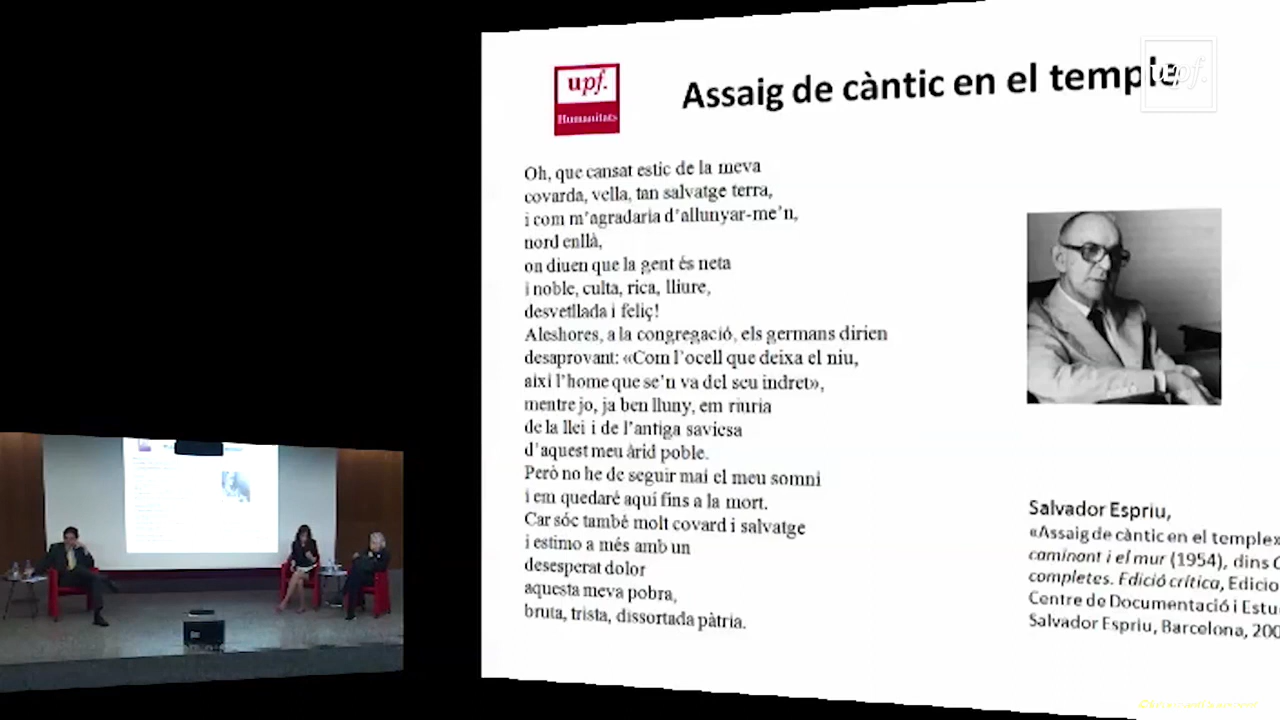 upf.
Humanitats
Assaig de càntic en el temple
upf.
Oh, que cansat estic de la meva
covarda, vella, tan salvatge terra,
i com m'agradaria d'allunyar-me'n,
nord enllà,
on diuen que la gent és neta
i noble, culta, rica, lliure,
desvetllada i feliç!
Aleshores, a la congregació, els germans dirien
desaprovant: «Com l'ocell que deixa el niu,
així l'home que se'n va del seu indret»,
mentre jo, ja ben lluny, em riuria
de la llei i de l'antiga saviesa
d'aquest meu àrid poble.
Però no he de seguir mai el meu somni
i em quedaré aquí fins a la mort.
Car sóc també molt covard i salvatge
i estimo a més amb un
desesperat dolor
aquesta meva pobra,
bruta, trista, dissortada pàtria.
Salvador Espriu,
«Assaig de càntic en el temple»
caminant i el mur (1954), dins
completes. Edició crítica, Edicio
Centre de Documentació i Estu
Salvador Espriu, Barcelona, 200